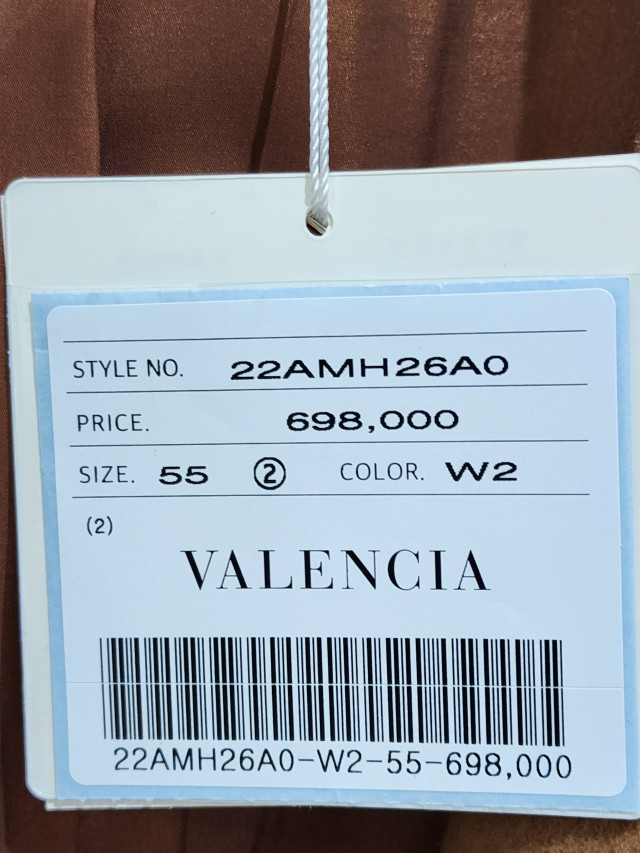 STYLE NO. 22AMH26A0
PRICE. 698,000
SIZE. 55 ② COLOR. W2
(2)
VALENCIA
22AMH26A0-W2-55-698,000